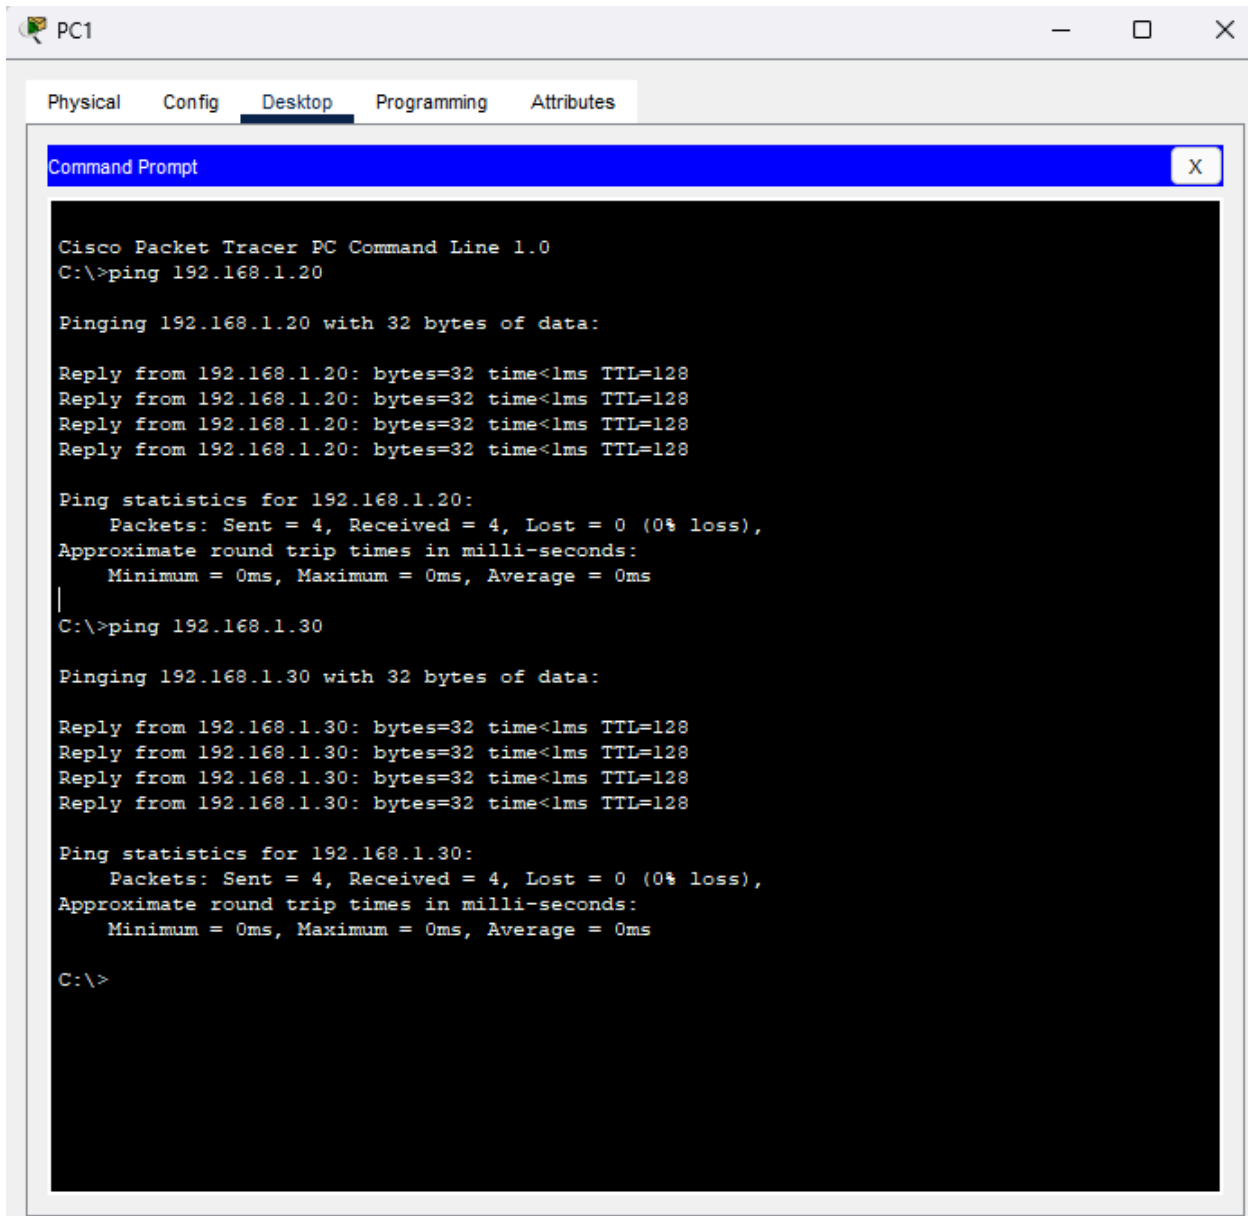 PC1
Physical Config Desktop Programming Attributes
Command Prompt X
Cisco Packet Tracer PC Command Line 1.0
C:\>ping 192.168.1.20
Pinging 192.168.1.20 with 32 bytes of data:
Reply from 192.168.1.20: bytes=32 time<1ms TTL=128
Reply from 192.168.1.20: bytes=32 time<1ms TTL=128
Reply from 192.168.1.20: bytes=32 time<1ms TTL=128
Reply from 192.168.1.20: bytes=32 time<1ms TTL=128
Ping statistics for 192.168.1.20:
    Packets: Sent = 4, Received = 4, Lost = 0 (0% loss),
Approximate round trip times in milli-seconds:
    Minimum = 0ms, Maximum = 0ms, Average = 0ms
C:\>ping 192.168.1.30
Pinging 192.168.1.30 with 32 bytes of data:
Reply from 192.168.1.30: bytes=32 time<1ms TTL=128
Reply from 192.168.1.30: bytes=32 time<1ms TTL=128
Reply from 192.168.1.30: bytes=32 time<1ms TTL=128
Reply from 192.168.1.30: bytes=32 time<1ms TTL=128
Ping statistics for 192.168.1.30:
    Packets: Sent = 4, Received = 4, Lost = 0 (0% loss),
Approximate round trip times in milli-seconds:
    Minimum = 0ms, Maximum = 0ms, Average = 0ms
C:\>